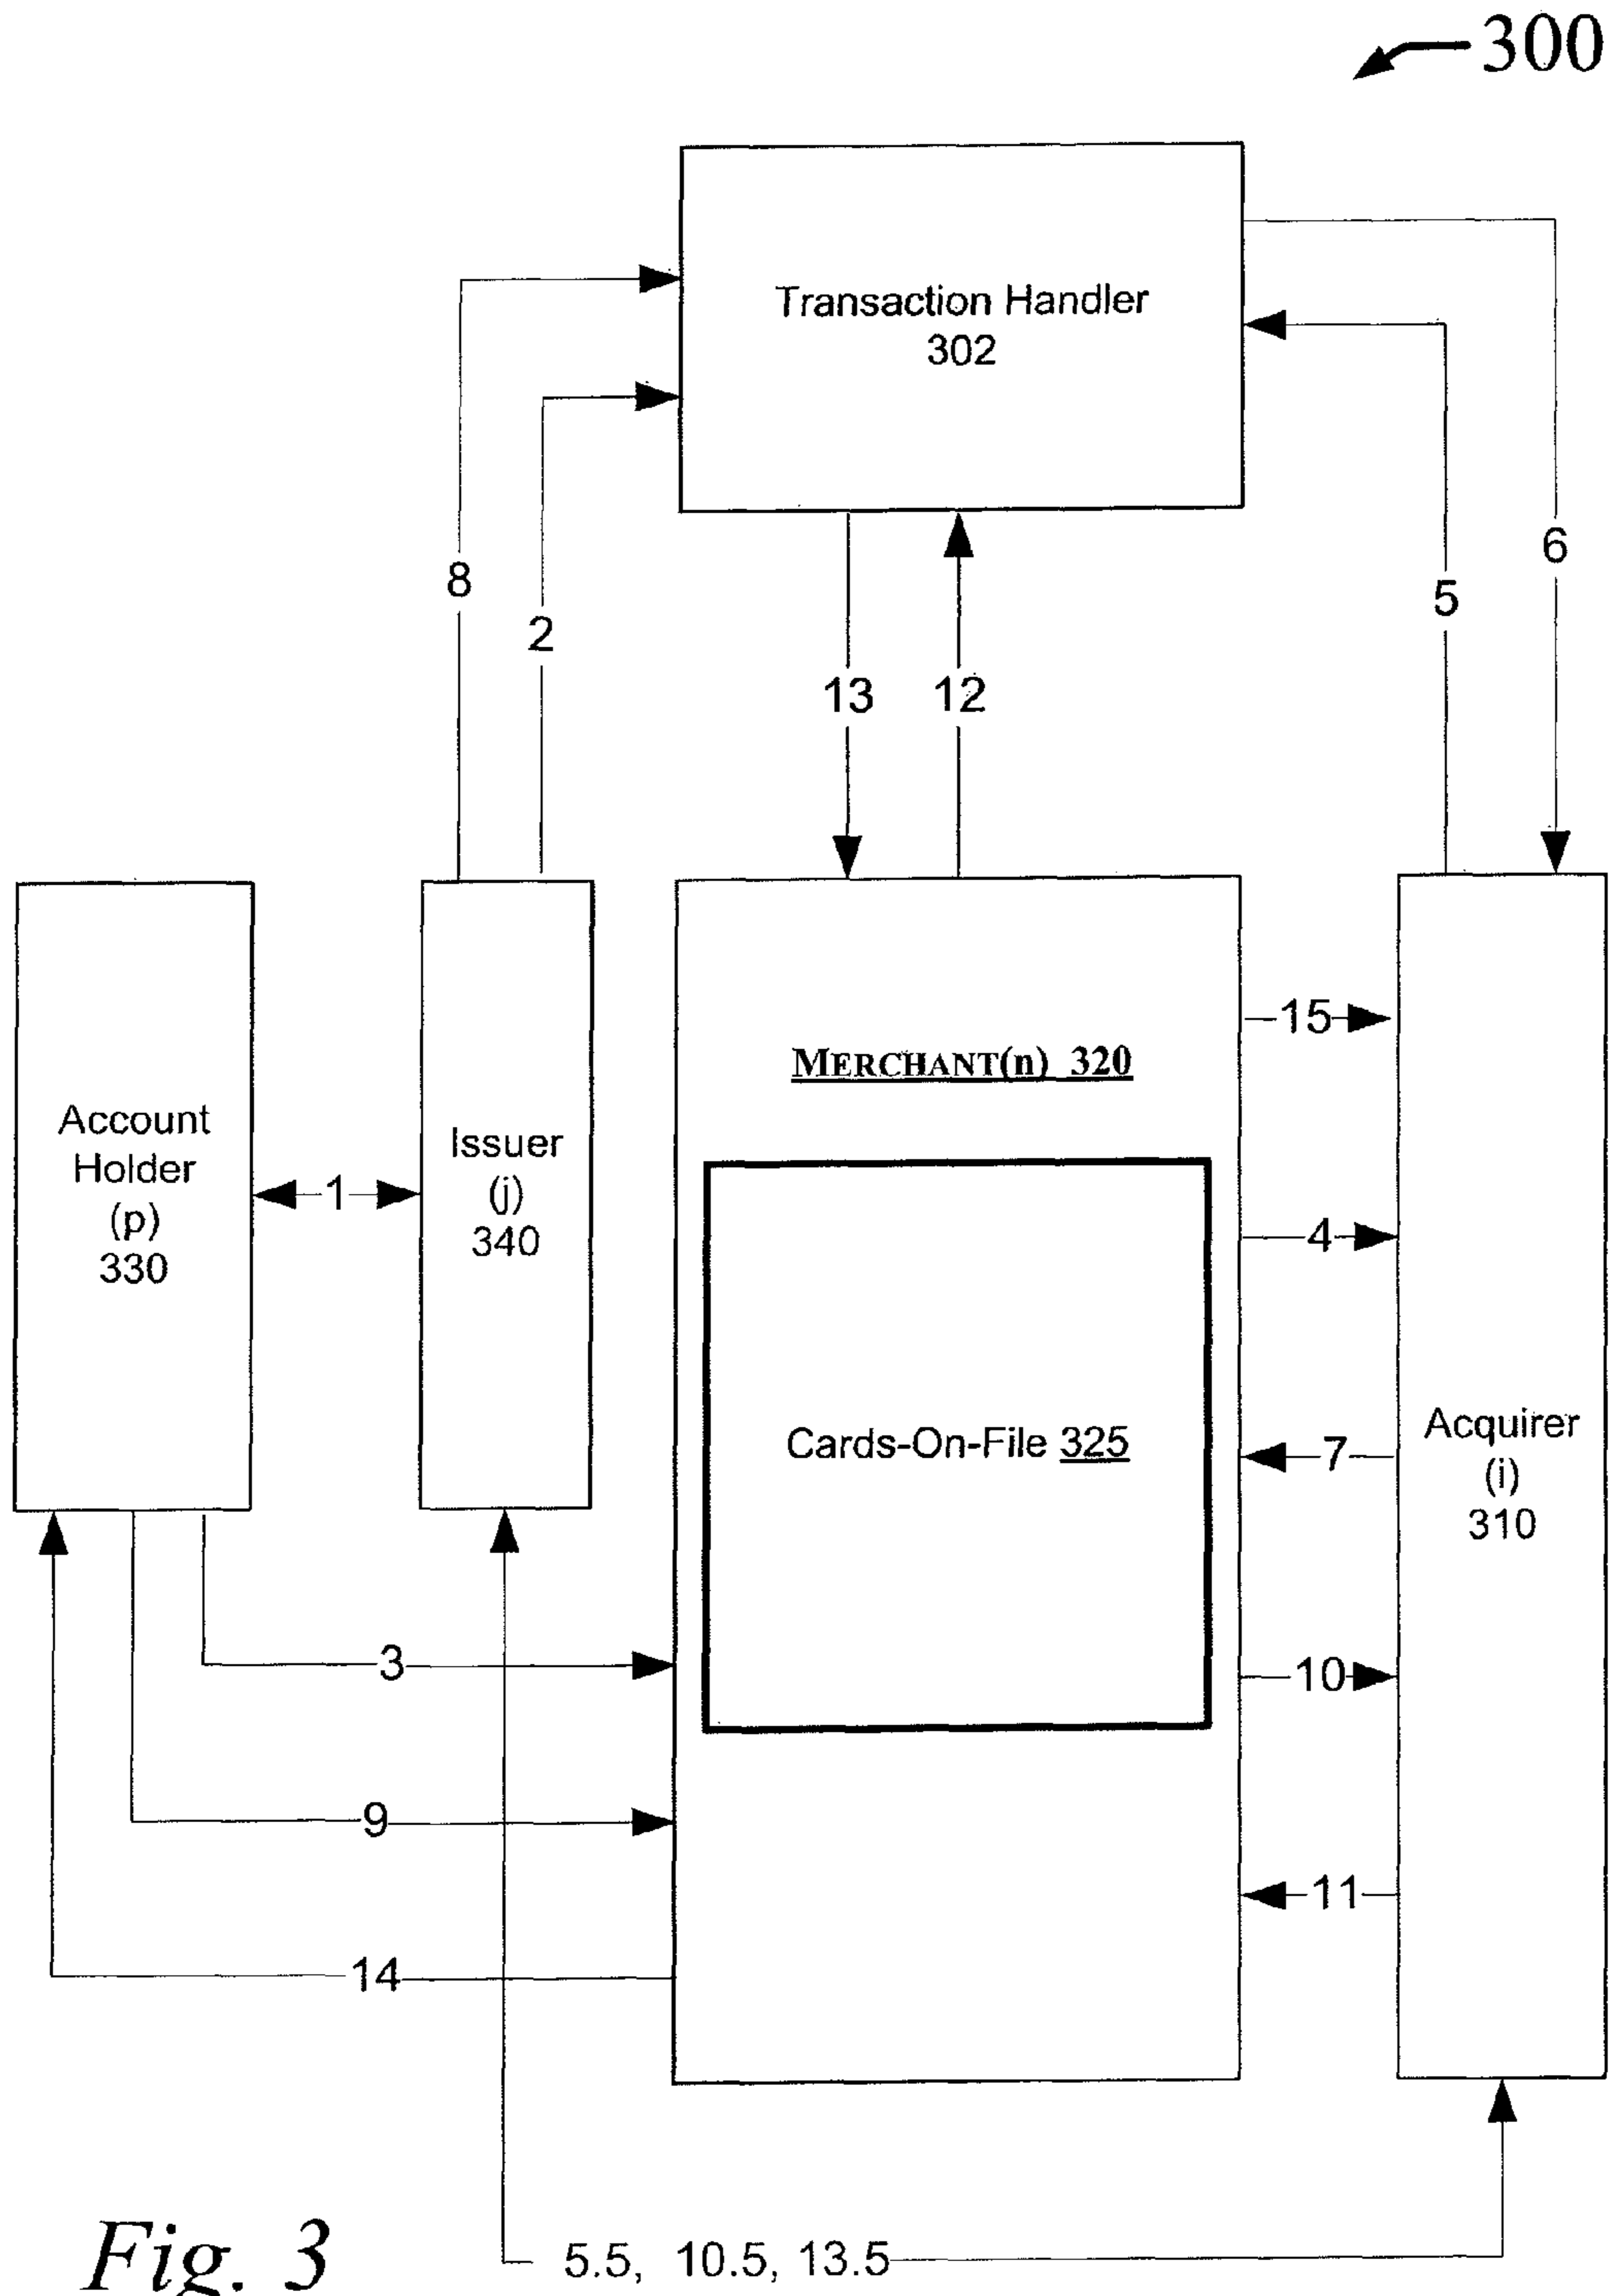 300
Transaction Handler
302
8
2
13
12
5
6
Account
Holder
(p)
330
1
Issuer
(j)
340
MERCHANT(n) 320
Cards-On-File 325
15
4
7
10
11
Acquirer
(i)
310
3
9
14
5.5, 10.5, 13.5
Fig. 3